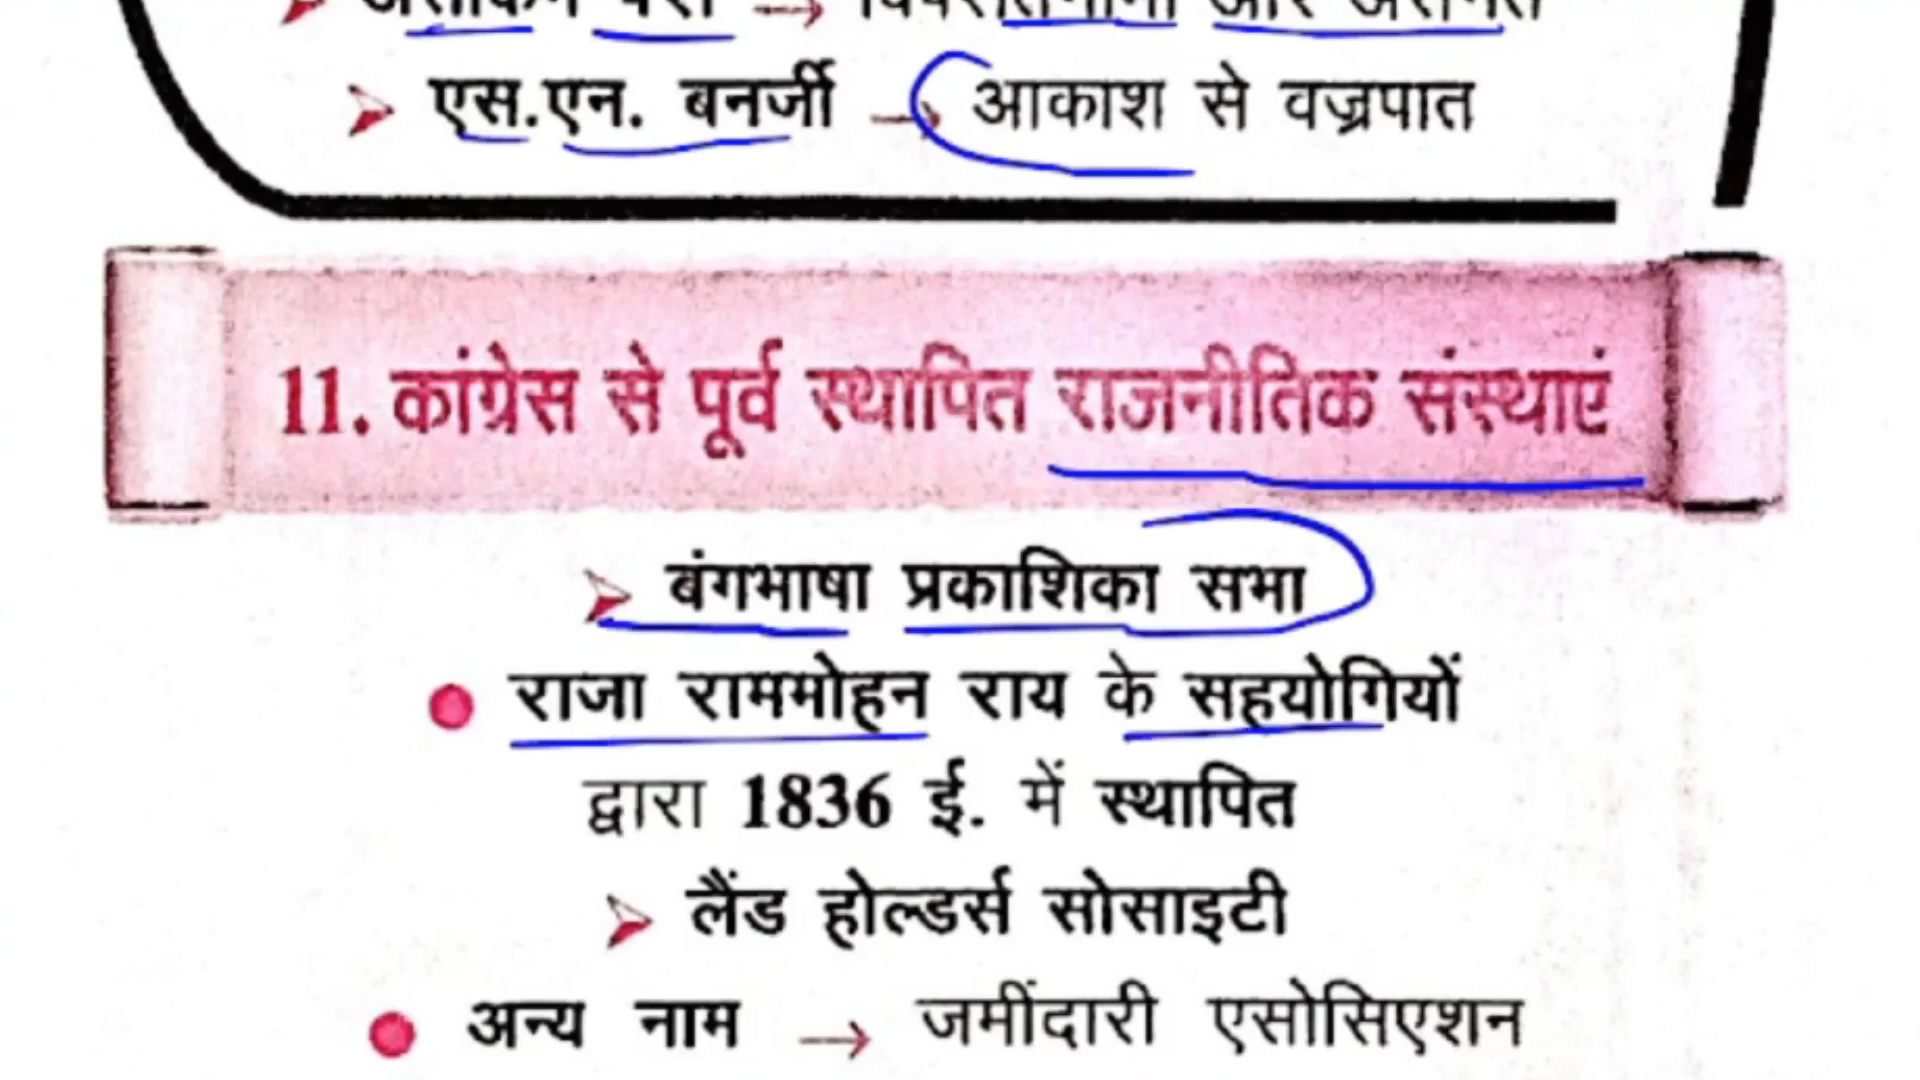 ➢ → और
➢ एस.एन. बनर्जी → आकाश से वज्रपात
11. कांग्रेस से पूर्व स्थापित राजनीतिक संस्थाएं
➢ बंगभाषा प्रकाशिका सभा
● राजा राममोहन राय के सहयोगियों
द्वारा 1836 ई. में स्थापित
➢ लैंड होल्डर्स सोसाइटी
● अन्य नाम → जमींदारी एसोसिएशन